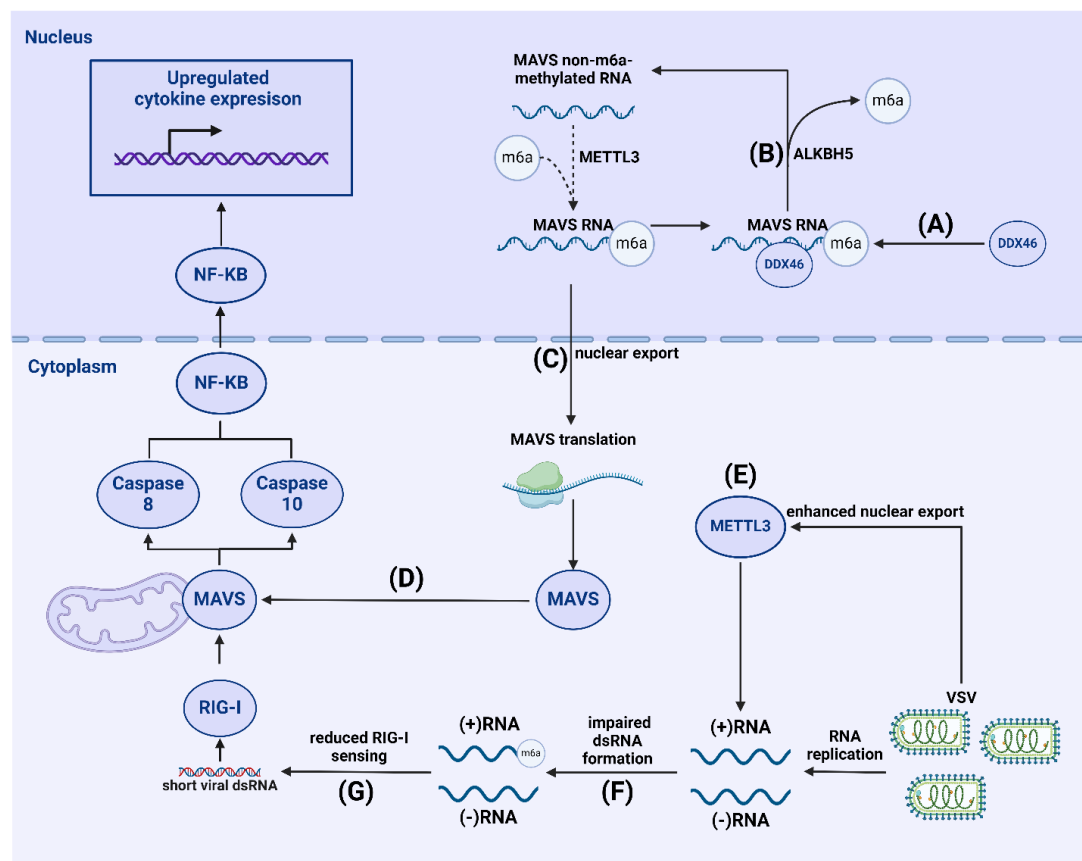 Nucleus
Upregulated
cytokine expresison
NF-KB
MAVS non-m6a-
methylated RNA
m6a
METTL3
MAVS RNA
m6a
m6a
(B)
ALKBH5
MAVS RNA
m6a
DDX46
(A)
DDX46
Cytoplasm
NF-KB
Caspase
8
Caspase
10
MAVS
RIG-I
short viral dsRNA
(C)
nuclear export
MAVS translation
MAVS
(D)
(E)
METTL3
enhanced nuclear export
VSV
RNA
replication
(+)RNA
(-)RNA
impaired
dsRNA
formation
(F)
(+)RNA
m6a
(-)RNA
reduced RIG-I
sensing
(G)